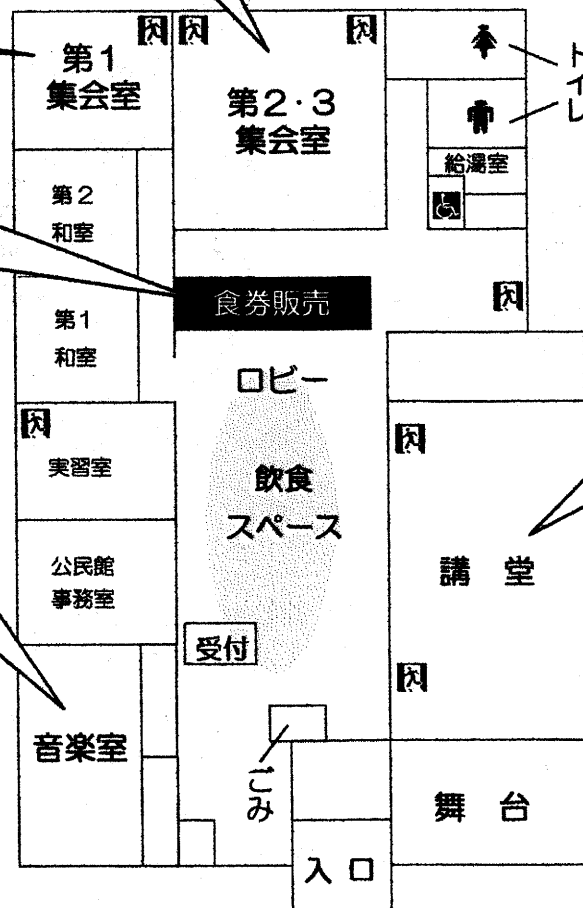 第1
集会室
第2・3
集会室
トイレ
給湯室
第2
和室
食券販売
第1
和室
ロビー
実習室
飲食
スペース
講堂
公民館
事務室
受付
音楽室
ごみ
舞台
入口